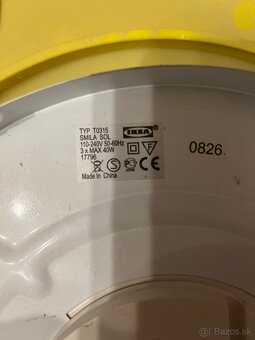 TYP T0315
SMILA SOL
110-240V 50-60Hz
3 x MAX 40W
17796
Made in China
IKEA
F
CE
0826
Bazos.sk